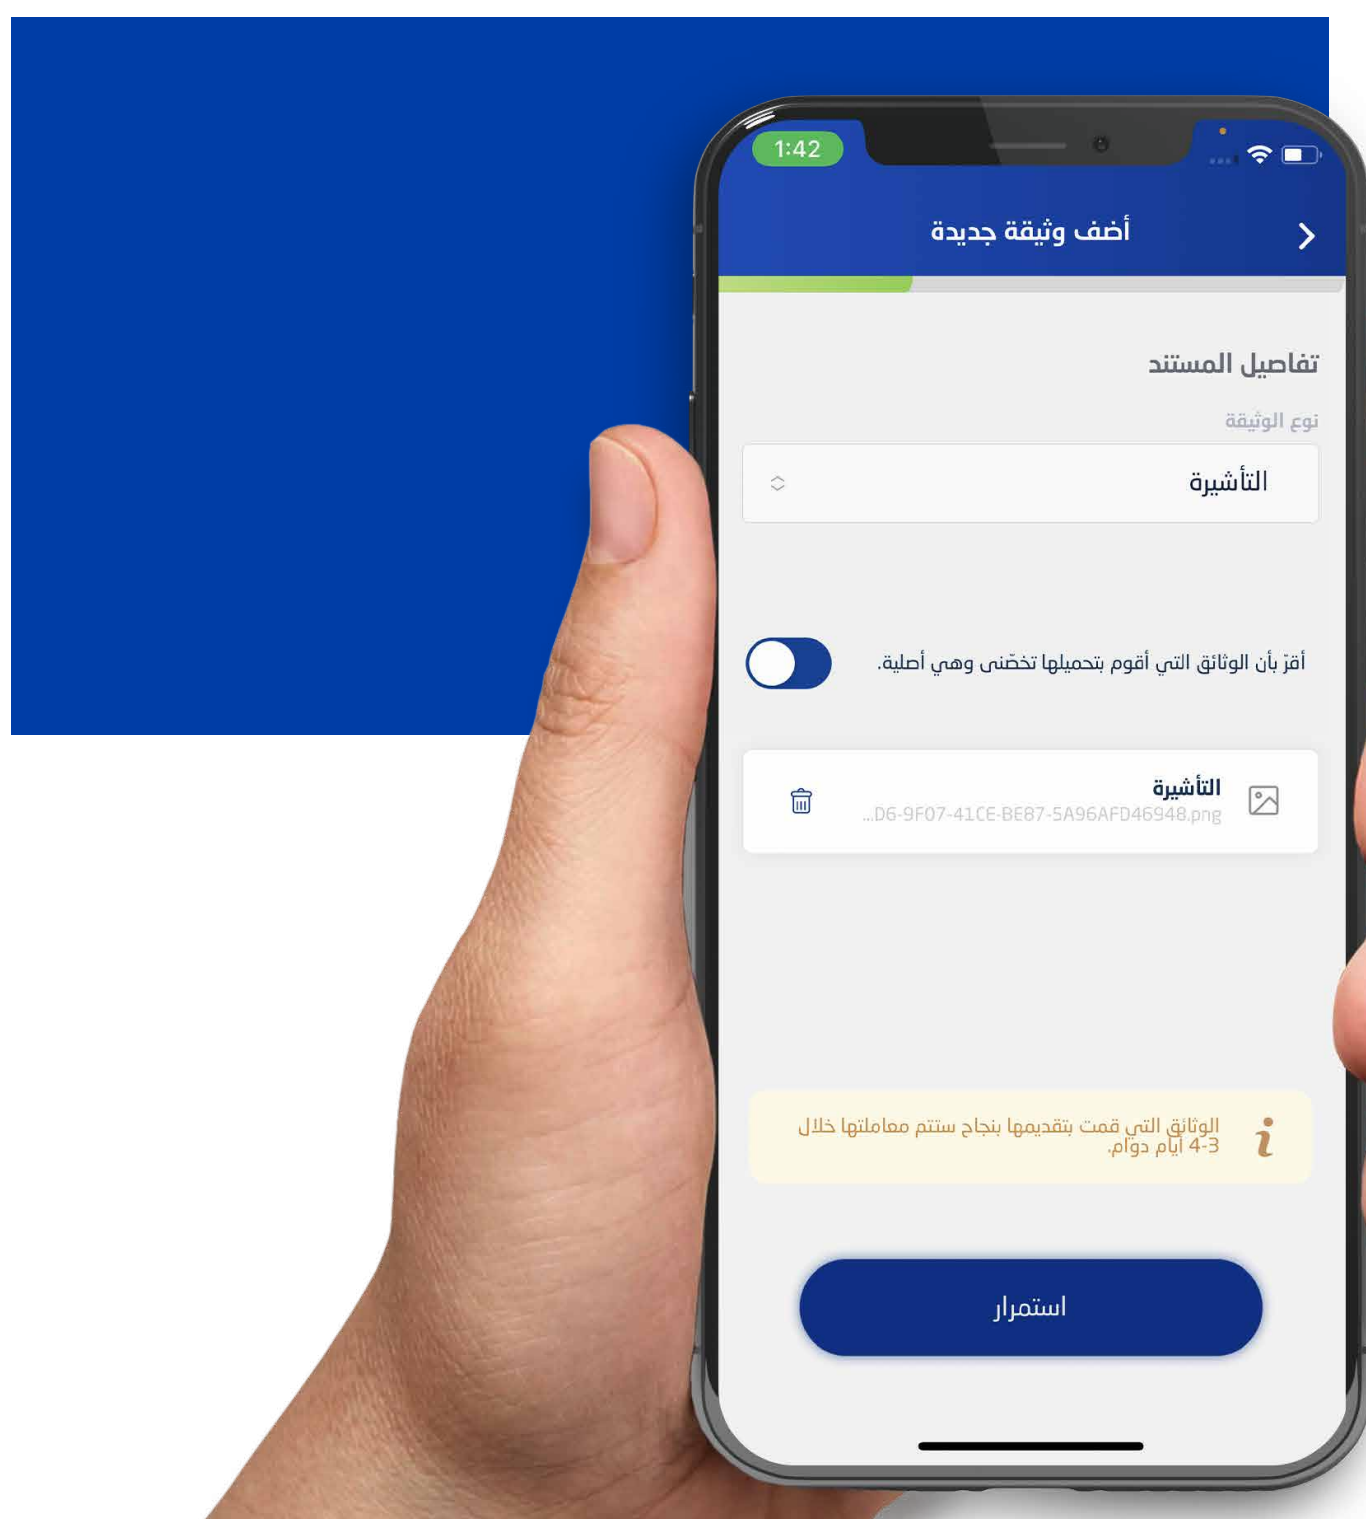 1:42
أضف وثيقة جديدة
تفاصيل المستند
نوع الوثيقة
التأشيرة
أقرّ بأن الوثائق التي أقوم بتحميلها تخصّنى وهي أصلية.
التأشيرة
...D6-9F07-41CE-BE87-5A96AFD46948.png
الوثائق التي قمت بتقديمها بنجاح ستتم معاملتها خلال
3-4 أيام دوام.
استمرار